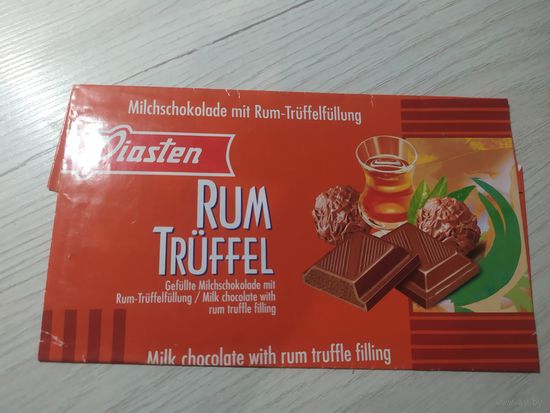 Milchschokolade mit Rum-Trüffelfüllung
Piasten
RUM
TRÜFFEL
Gefüllte Milchschokolade mit
Rum-Trüffelfüllung / Milk chocolate with
rum truffle filling
Milk chocolate with rum truffle filling